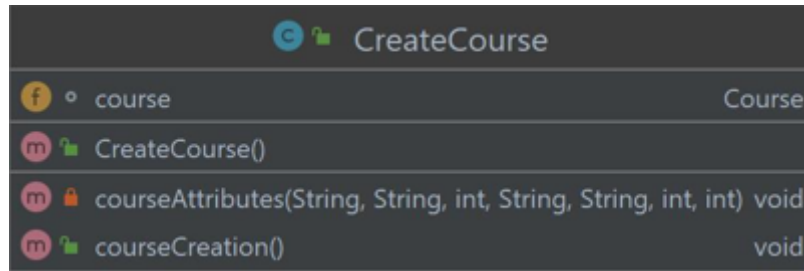 C CreateCourse
f course Course
m CreateCourse()
m courseAttributes(String, String, int, String, String, int, int) void
m courseCreation() void